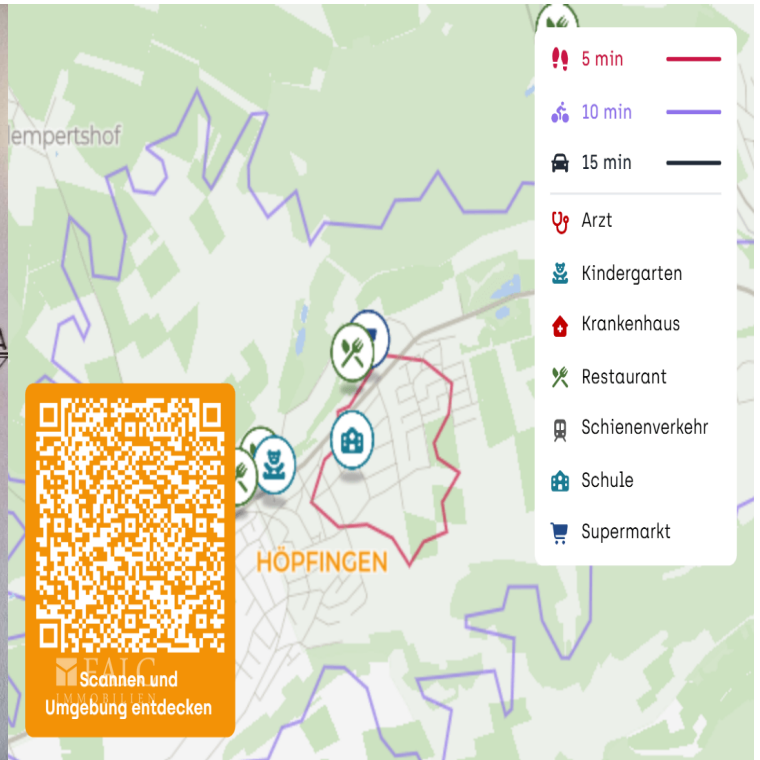 lempertshof
5 min
10 min
15 min
Arzt
Kindergarten
Krankenhaus
Restaurant
Schienenverkehr
Schule
Supermarkt
HÖPFINGEN
FALC
IMMOBILIEN
Scannen und
Umgebung entdecken